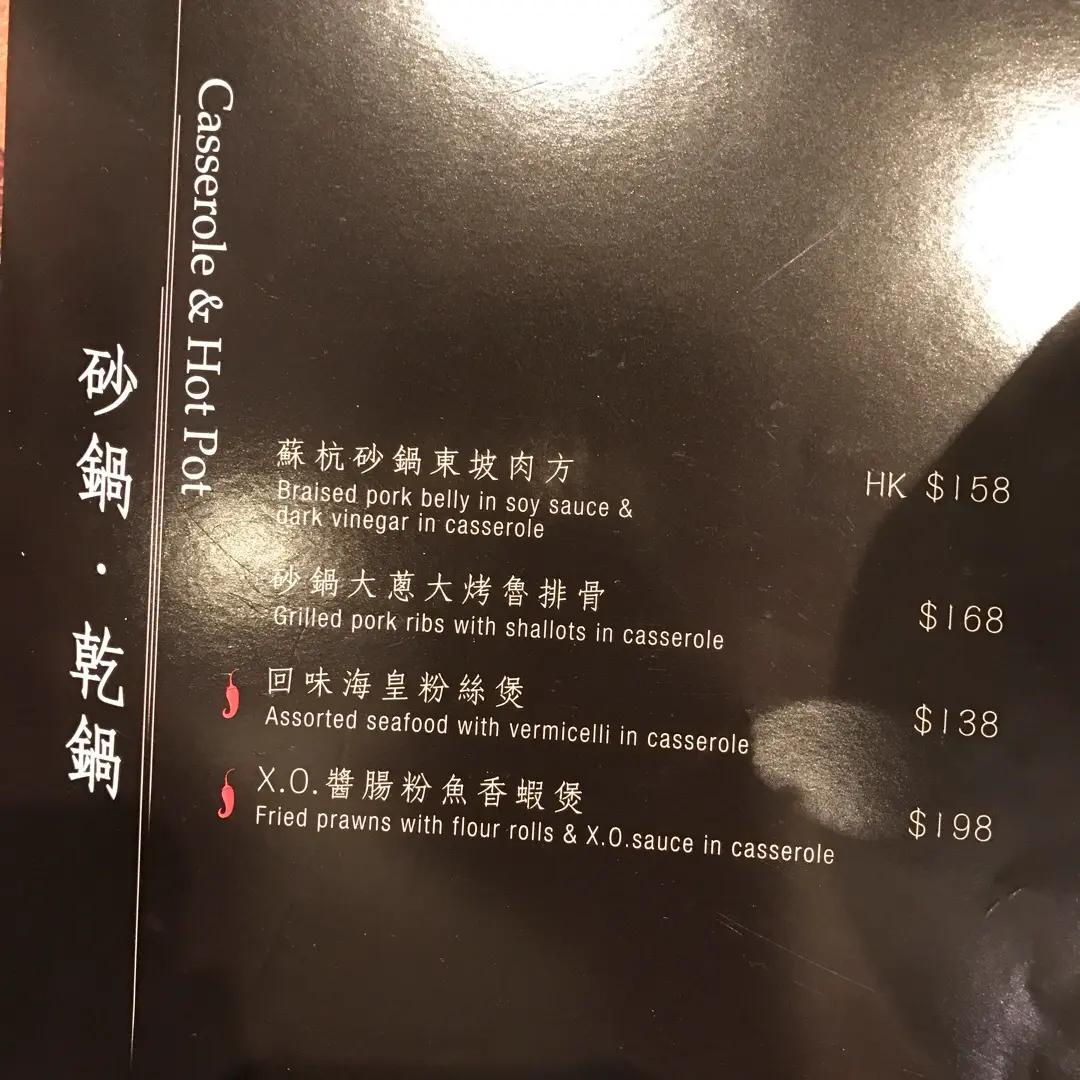 Casserole & Hot Pot
砂鍋·乾鍋
蘇杭砂鍋東坡肉方
Braised pork belly in soy sauce &
dark vinegar in casserole
HK $158
砂鍋大蔥大烤魯排骨
Grilled pork ribs with shallots in casserole
$168
回味海皇粉絲煲
Assorted seafood with vermicelli in casserole
$138
X.O.醬腸粉魚香蝦煲
Fried prawns with flour rolls & X.O.sauce in casserole
$198